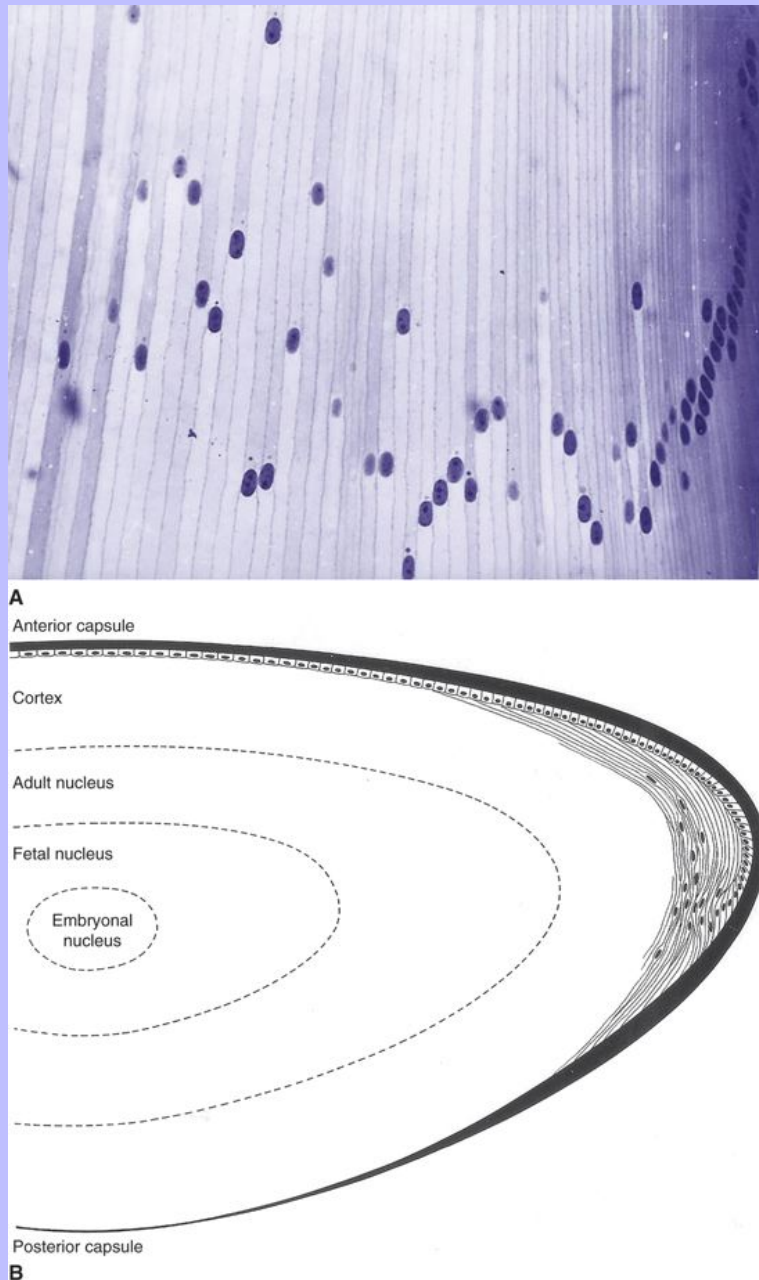 A
Anterior capsule
Cortex
Adult nucleus
Fetal nucleus
Embryonal
nucleus
Posterior capsule
B